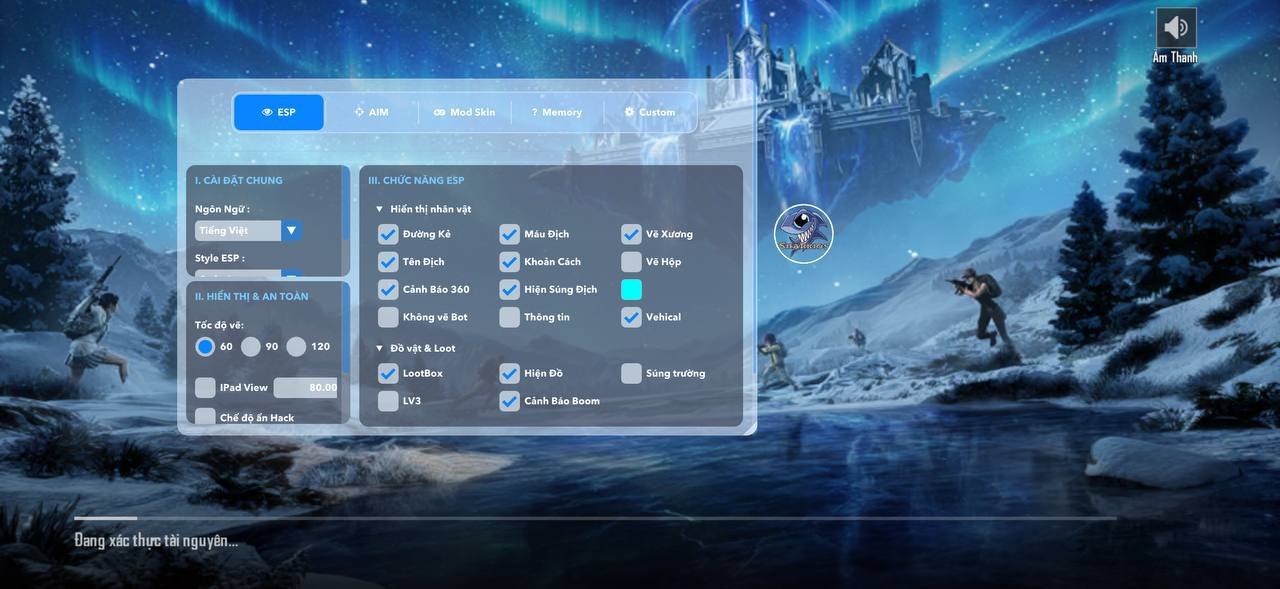 Âm Thanh
ESP
AIM
Mod Skin
? Memory
Custom
I. CÀI ĐẶT CHUNG
Ngôn Ngữ :
Tiếng Việt
Style ESP :
II. HIỂN THỊ & AN TOÀN
Tốc độ vẽ:
60 90 120
IPad View 80.00
Chế độ ẩn Hack
III. CHỨC NĂNG ESP
Hiển thị nhân vật
Đường Kẻ Máu Địch Vẽ Xương
Tên Địch Khoản Cách Vẽ Hộp
Cảnh Báo 360 Hiện Súng Địch
Không vẽ Bot Thông tin Vehical
Đồ vật & Loot
LootBox Hiện Đồ Súng trường
LV3 Cảnh Báo Boom
Đang xác thực tài nguyên...